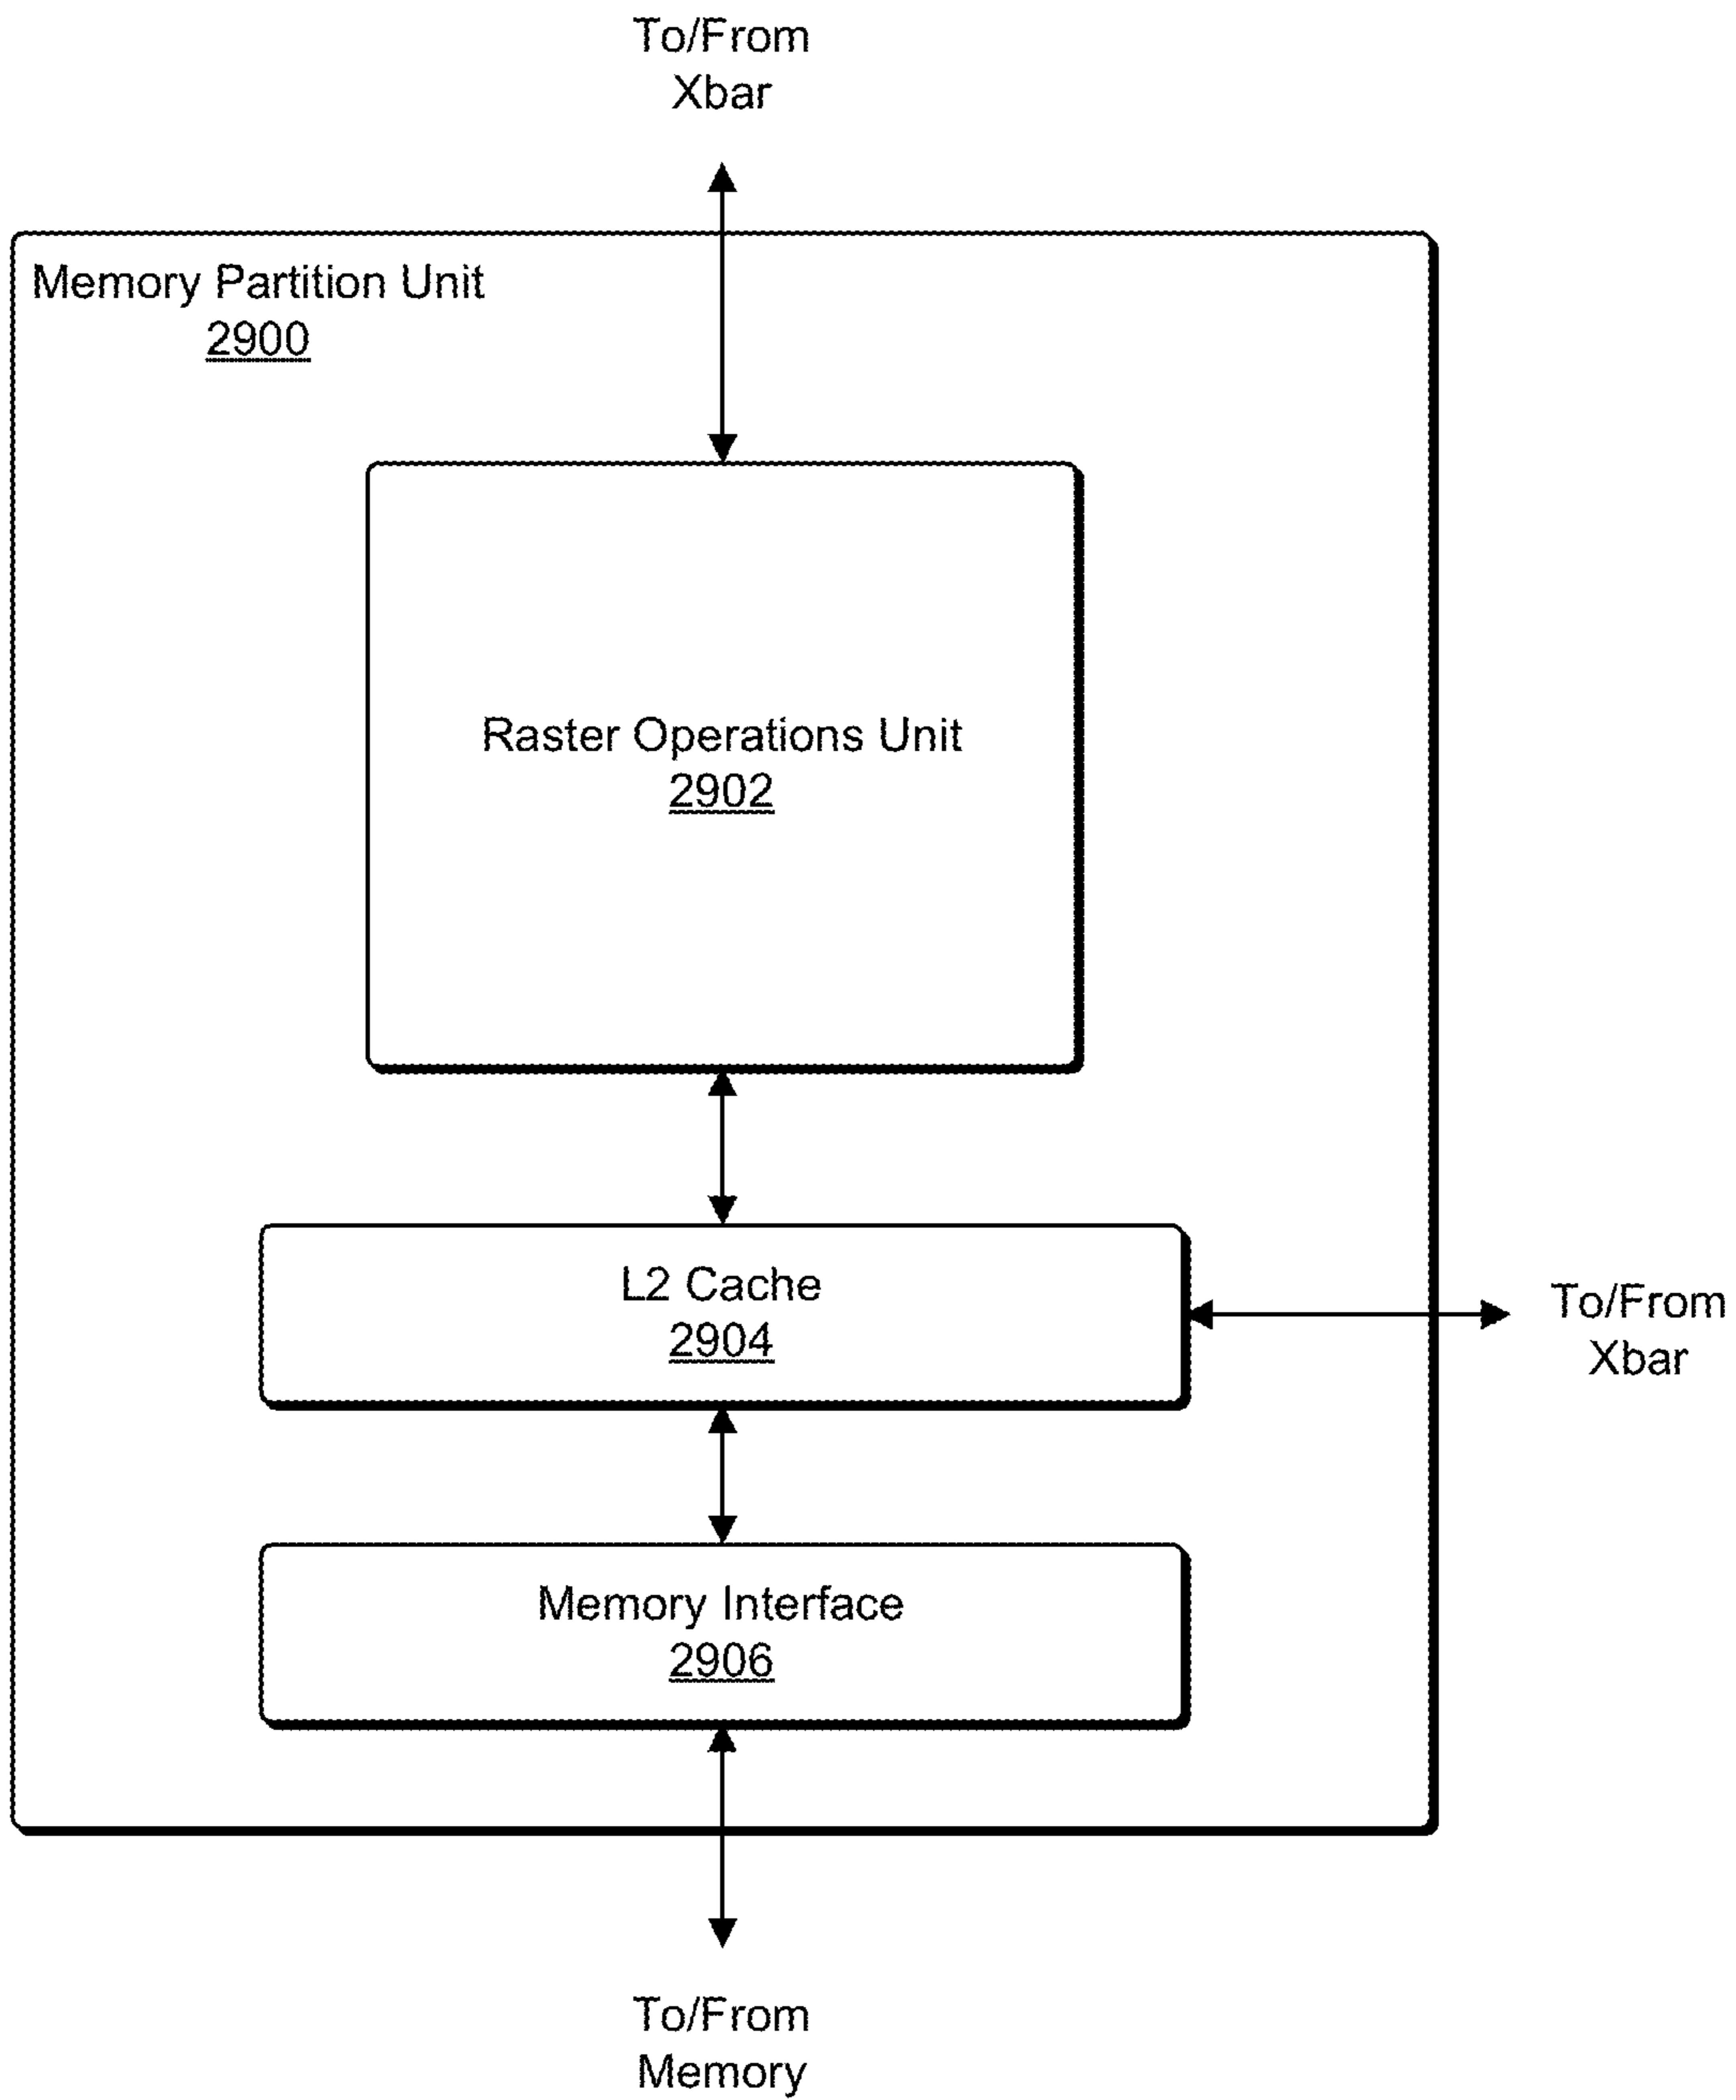 To/From
Xbar
Memory Partition Unit
2900
Raster Operations Unit
2902
L2 Cache
2904
To/From
Xbar
Memory Interface
2906
To/From
Memory